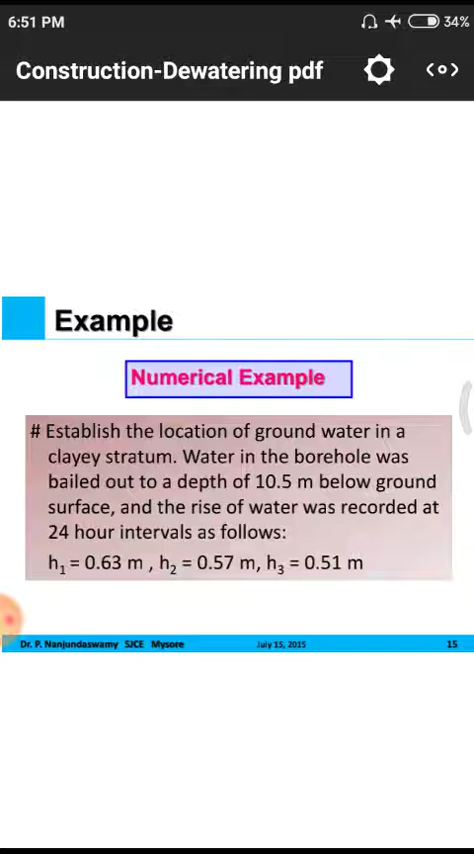 6:51 PM
34%
Construction-Dewatering pdf
Example
Numerical Example
# Establish the location of ground water in a
clayey stratum. Water in the borehole was
bailed out to a depth of 10.5 m below ground
surface, and the rise of water was recorded at
24 hour intervals as follows:
h₁ = 0.63 m , h₂ = 0.57 m, h₃ = 0.51 m
Dr. P. Nanjundaswamy SJCE Mysore July 15, 2015 15